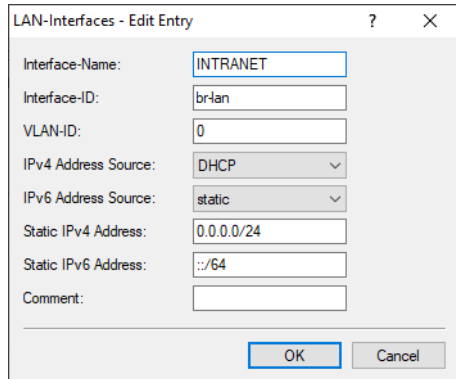 LAN-Interfaces - Edit Entry
Interface-Name: INTRANET
Interface-ID: br-lan
VLAN-ID: 0
IPv4 Address Source: DHCP
IPv6 Address Source: static
Static IPv4 Address: 0.0.0.0/24
Static IPv6 Address: ::/64
Comment:
OK Cancel